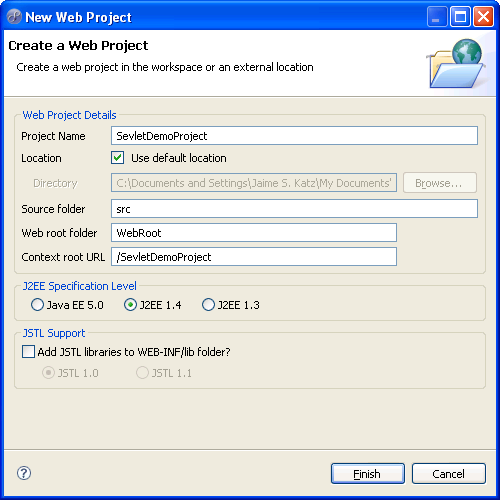 New Web Project
Create a Web Project
Create a web project in the workspace or an external location
Web Project Details
Project Name SevletDemoProject
Location Use default location
Directory C:\Documents and Settings\Jaime S. Katz\My Documents' Browse...
Source folder src
Web root folder WebRoot
Context root URL /SevletDemoProject
J2EE Specification Level
Java EE 5.0 J2EE 1.4 J2EE 1.3
JSTL Support
Add JSTL libraries to WEB-INF/lib folder?
JSTL 1.0 JSTL 1.1
? Finish Cancel